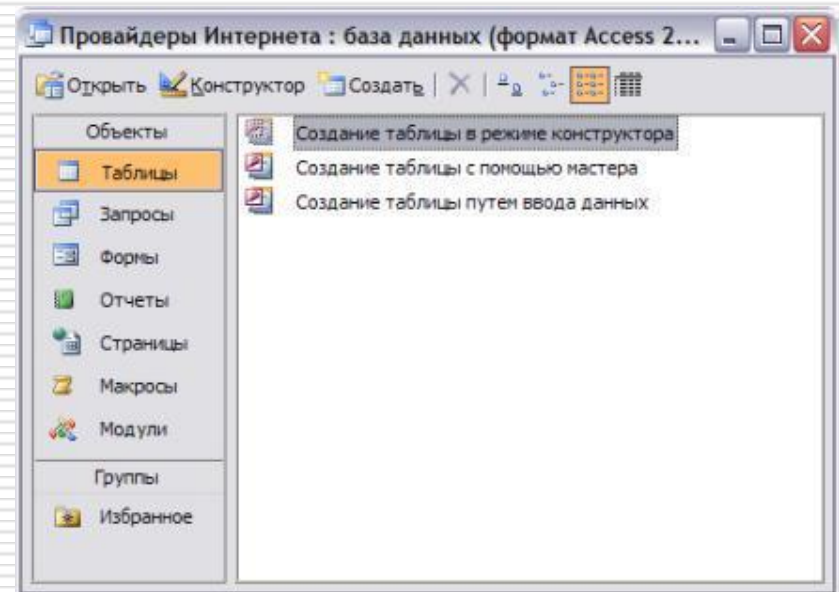 Провайдеры Интернета : база данных (формат Access 2...
Открыть Конструктор Создать
Объекты
Таблицы
Запросы
Формы
Отчеты
Страницы
Макросы
Модули
Группы
Избранное
Создание таблицы в режиме конструктора
Создание таблицы с помощью мастера
Создание таблицы путем ввода данных